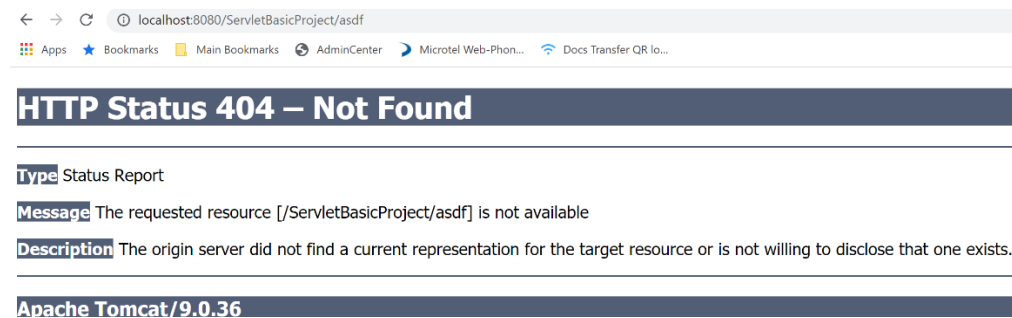 localhost:8080/ServletBasicProject/asdf
Apps Bookmarks Main Bookmarks AdminCenter Microtel Web-Phon... Docs Transfer QR lo...
HTTP Status 404 – Not Found
Type Status Report
Message The requested resource [/ServletBasicProject/asdf] is not available
Description The origin server did not find a current representation for the target resource or is not willing to disclose that one exists.
Apache Tomcat/9.0.36